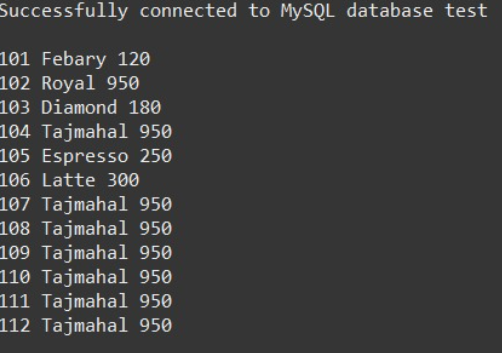 Successfully connected to MySQL database test
101 Febary 120
102 Royal 950
103 Diamond 180
104 Tajmahal 950
105 Espresso 250
106 Latte 300
107 Tajmahal 950
108 Tajmahal 950
109 Tajmahal 950
110 Tajmahal 950
111 Tajmahal 950
112 Tajmahal 950